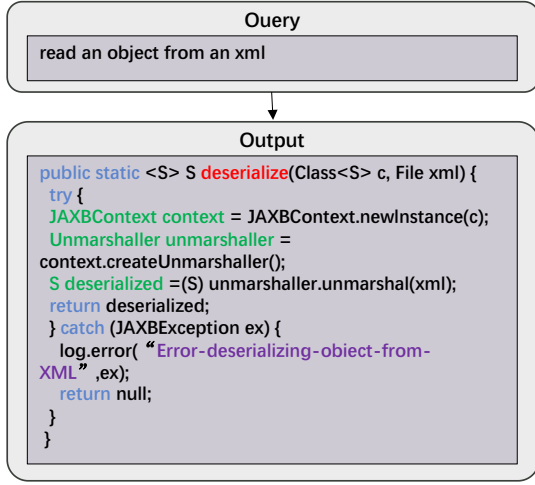 Ouery
read an object from an xml
Output
public static <S> S deserialize(Class<S> c, File xml) {
try {
JAXBContext context = JAXBContext.newInstance(c);
Unmarshaller unmarshaller =
context.createUnmarshaller();
S deserialized =(S) unmarshaller.unmarshal(xml);
return deserialized;
} catch (JAXBException ex) {
log.error( “Error-deserializing-obiect-from-
XML” ,ex);
return null;
}
}